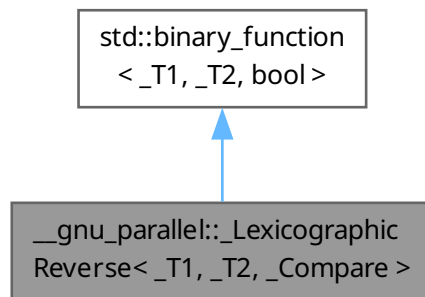 std::binary_function
< _T1, _T2, bool >
__gnu_parallel::_Lexicographic
Reverse< _T1, _T2, _Compare >